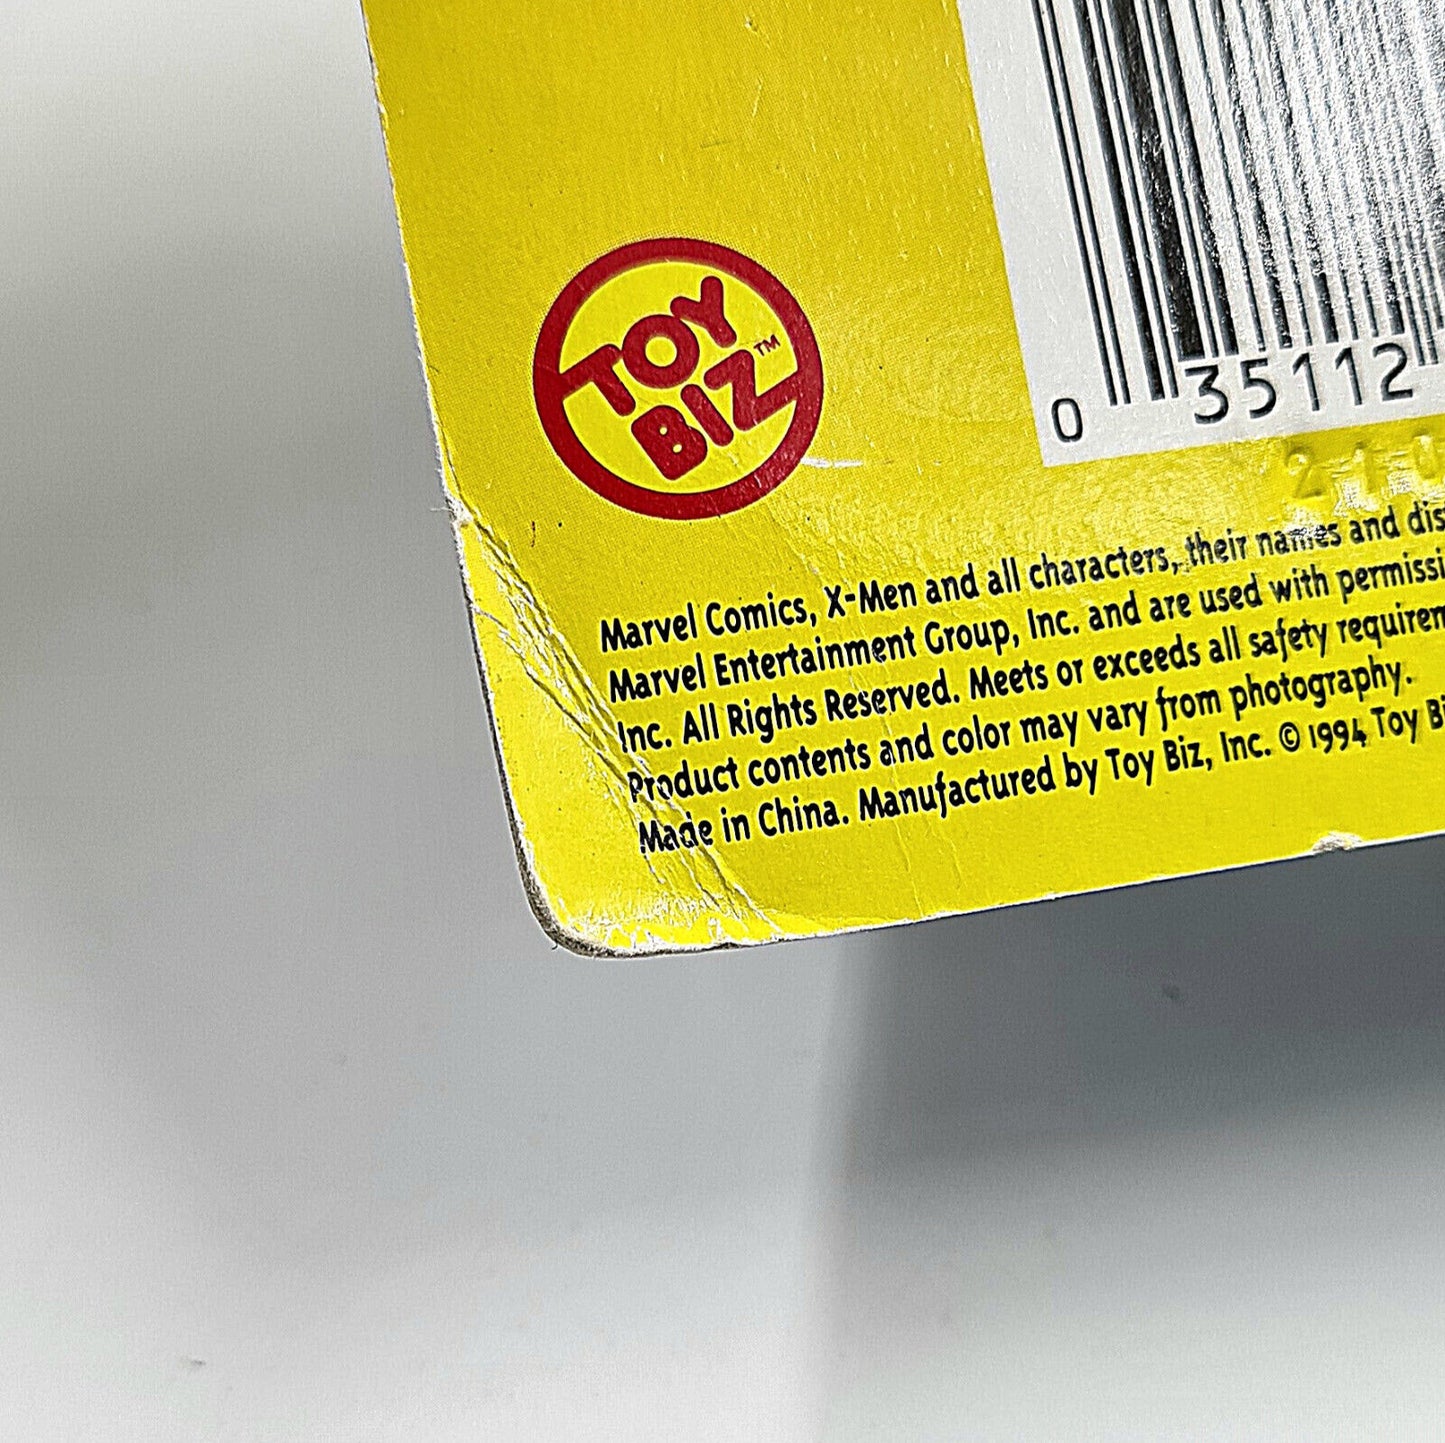 TOY
BIZ™
0 35112
210
Marvel Comics, X-Men and all characters, their names and
Marvel Entertainment Group, Inc. and are used with
Inc. All Rights Reserved. Meets or exceeds all safety
Product contents and color may vary from photography.
Made in China. Manufactured by Toy Biz, Inc. © 1994 Toy